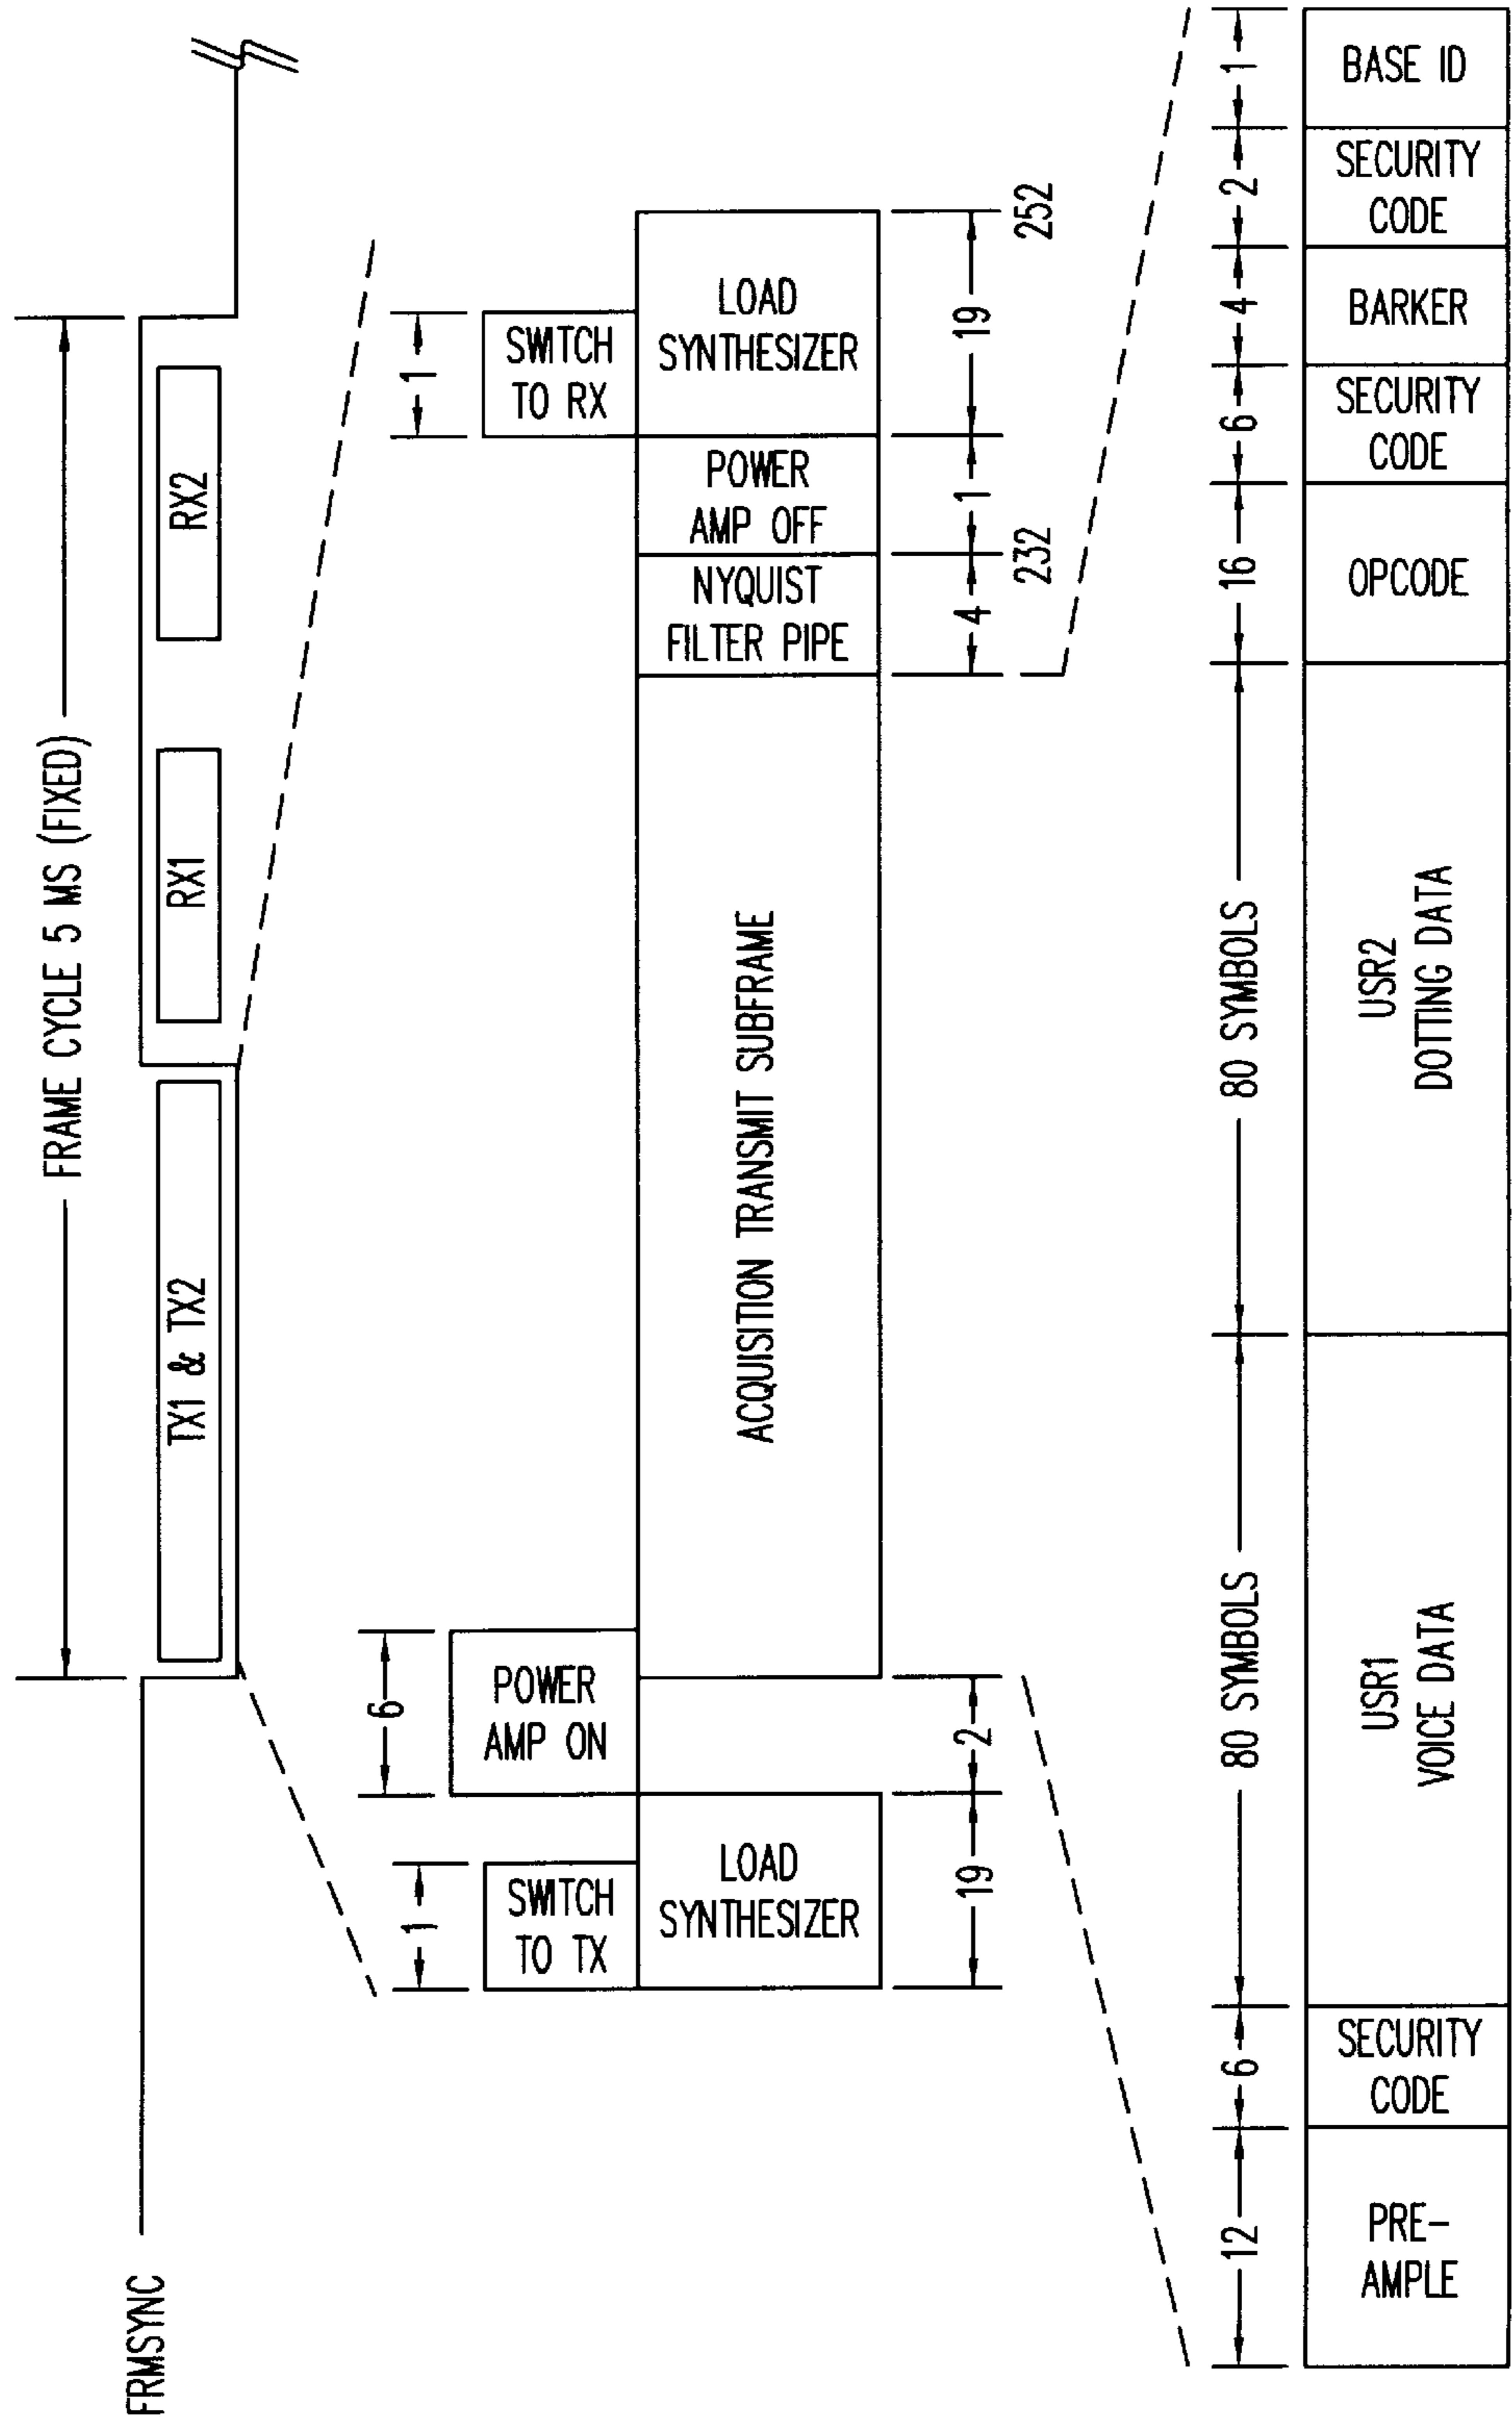 FRAME CYCLE 5 MS (FIXED)
FRMSYNC
TX1 & TX2
RX1
RX2
1
6
1
SWITCH
TO TX
POWER
AMP ON
SWITCH
TO RX
LOAD
SYNTHESIZER
ACQUISITION TRANSMIT SUBFRAME
NYQUIST
FILTER PIPE
POWER
AMP OFF
LOAD
SYNTHESIZER
19
2
4
1
19
232
252
12
6
80 SYMBOLS
80 SYMBOLS
16
6
4
2
1
PRE-
AMPLE
SECURITY
CODE
USR1
VOICE DATA
USR2
DOTTING DATA
OPCODE
SECURITY
CODE
BARKER
SECURITY
CODE
BASE ID